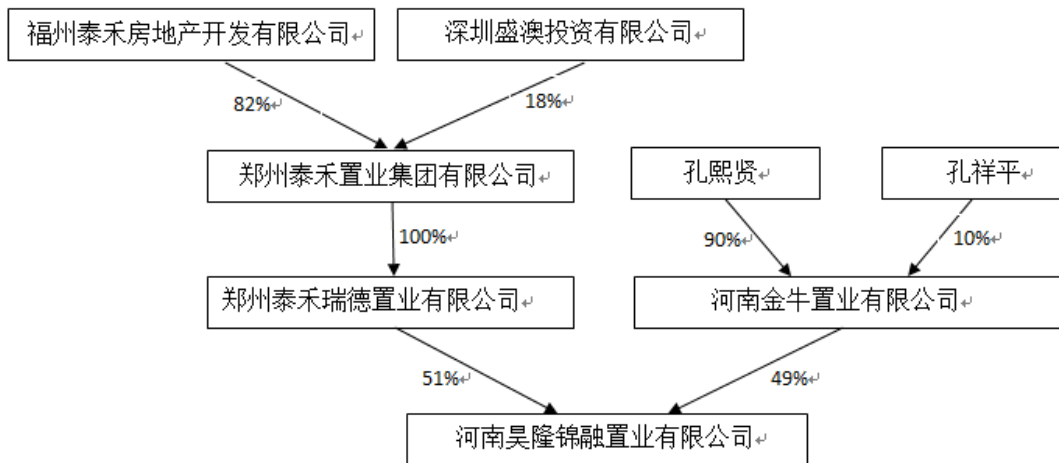 福州泰禾房地产开发有限公司
深圳盛澳投资有限公司
82%
18%
郑州泰禾置业集团有限公司
孔熙贤
孔祥平
100%
90%
10%
郑州泰禾瑞德置业有限公司
河南金牛置业有限公司
51%
49%
河南昊隆锦融置业有限公司